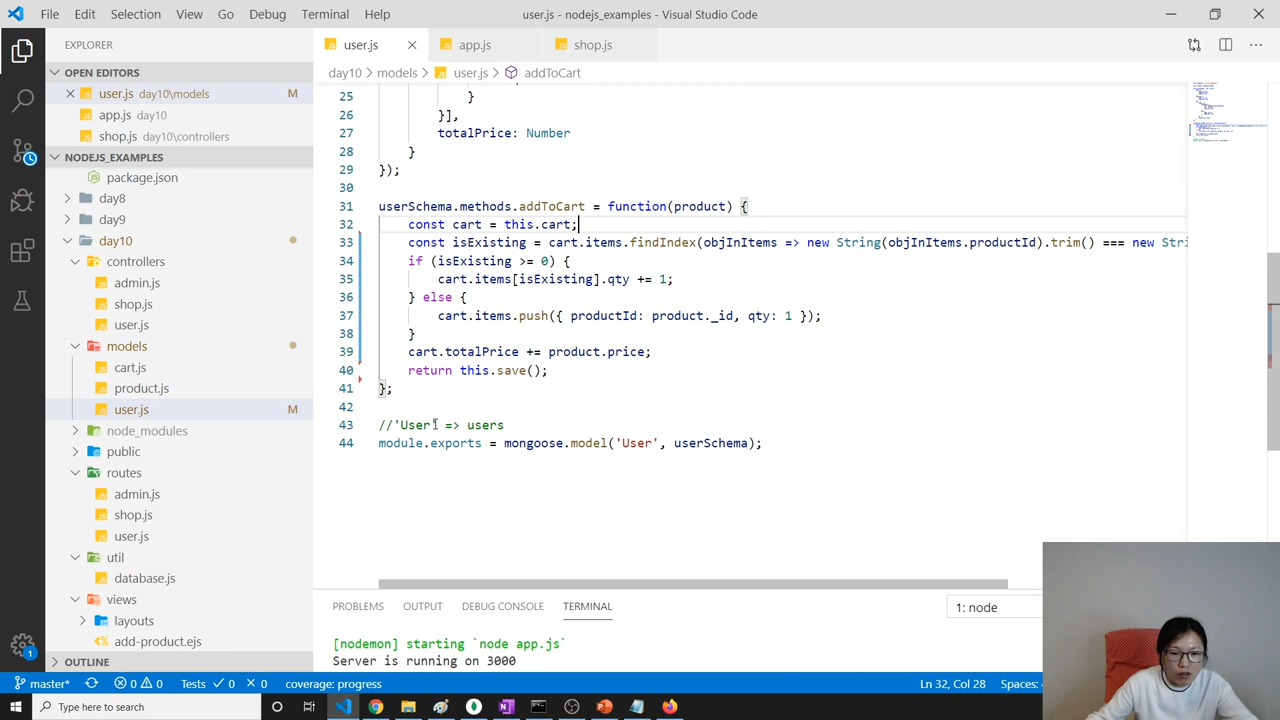 File Edit Selection View Go Debug Terminal Help
user.js - nodejs_examples - Visual Studio Code
EXPLORER
user.js
app.js
shop.js
OPEN EDITORS
day10 > models > user.js > addToCart
user.js day10\models M
app.js day10
shop.js day10\controllers
NODEJS_EXAMPLES
package.json
day8
day9
day10
controllers
admin.js
shop.js
user.js
models
cart.js
product.js
user.js M
node_modules
public
routes
admin.js
shop.js
user.js
util
database.js
views
layouts
add-product.ejs
OUTLINE
25 }
26 }],
27 totalPrice: Number
28 }
29 });
30
31 userSchema.methods.addToCart = function(product) {
32 const cart = this.cart;
33 const isExisting = cart.items.findIndex(objInItems => new String(objInItems.productId).trim() === new Stri
34 if (isExisting >= 0) {
35 cart.items[isExisting].qty += 1;
36 } else {
37 cart.items.push({ productId: product._id, qty: 1 });
38 }
39 cart.totalPrice += product.price;
40 return this.save();
41 };
42
43 //'User' => users
44 module.exports = mongoose.model('User', userSchema);
PROBLEMS OUTPUT DEBUG CONSOLE TERMINAL
1: node
[nodemon] starting `node app.js`
Server is running on 3000
1
master* 0 0 Tests 0 0 coverage: progress
Ln 32, Col 28 Spaces:
Type here to search